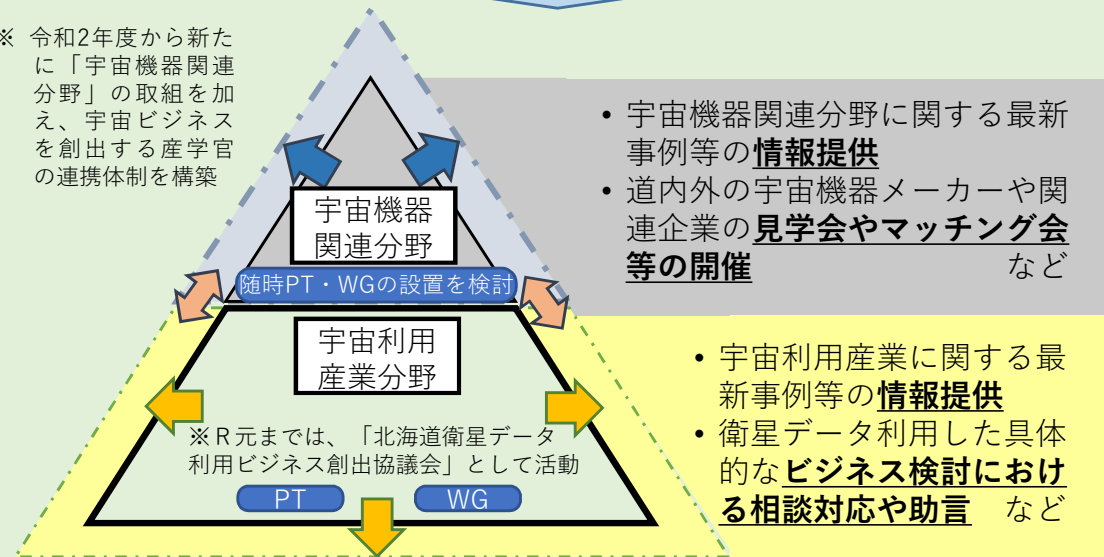 ※ 令和2年度から新た
に「宇宙機器関連
分野」の取組を加
え、宇宙ビジネス
を創出する産学官
の連携体制を構築
宇宙機器
関連分野
随時PT・WGの設置を検討
• 宇宙機器関連分野に関する最新
事例等の情報提供
• 道内外の宇宙機器メーカーや関
連企業の見学会やマッチング会
等の開催 など
宇宙利用
産業分野
※R元までは、「北海道衛星データ
利用ビジネス創出協議会」として活動
PT WG
• 宇宙利用産業に関する最
新事例等の情報提供
• 衛星データ利用した具体
的なビジネス検討におけ
る相談対応や助言 など